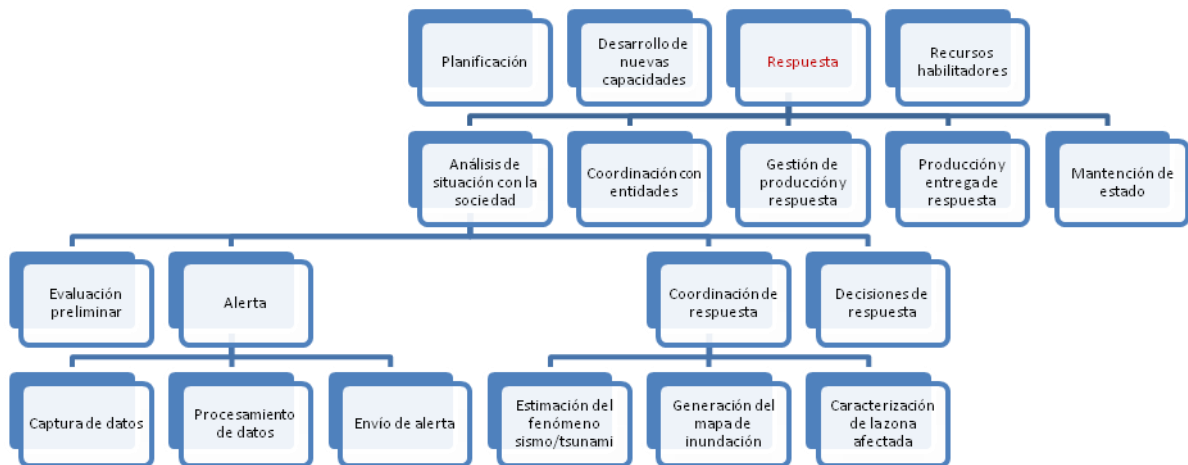 Planificación
Desarrollo de
nuevas
capacidades
Respuesta
Recursos
habilitadores
Análisis de
situación con la
sociedad
Coordinación con
entidades
Gestión de
producción y
respuesta
Producción y
entrega de
respuesta
Mantención de
estado
Evaluación
preliminar
Alerta
Coordinación de
respuesta
Decisiones de
respuesta
Captura de datos
Procesamiento
de datos
Envío de alerta
Estimación del
fenómeno
sismo/tsunami
Generación del
mapa de
inundación
Caracterización
de la zona
afectada